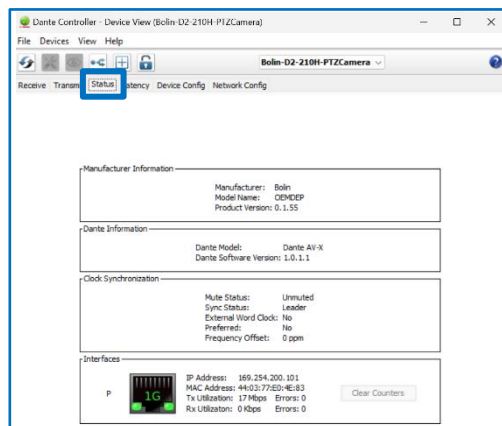 Dante Controller - Device View (Bolin-D2-210H-PTZCamera)
File Devices View Help
Bolin-D2-210H-PTZCamera
Receive Transm Status atency Device Config Network Config
Manufacturer Information
Manufacturer: Bolin
Model Name: OEMDEP
Product Version: 0.1.55
Dante Information
Dante Model: Dante AV-X
Dante Software Version: 1.0.1.1
Clock Synchronization
Mute Status: Unmuted
Sync Status: Leader
External Word Clock: No
Preferred: No
Frequency Offset: 0 ppm
Interfaces
P
1G
IP Address: 169.254.200.101
MAC Address: 44:03:77:E0:4E:83
Tx Utilization: 17 Mbps Errors: 0
Rx Utilizaton: 0 Kbps Errors: 0
Clear Counters